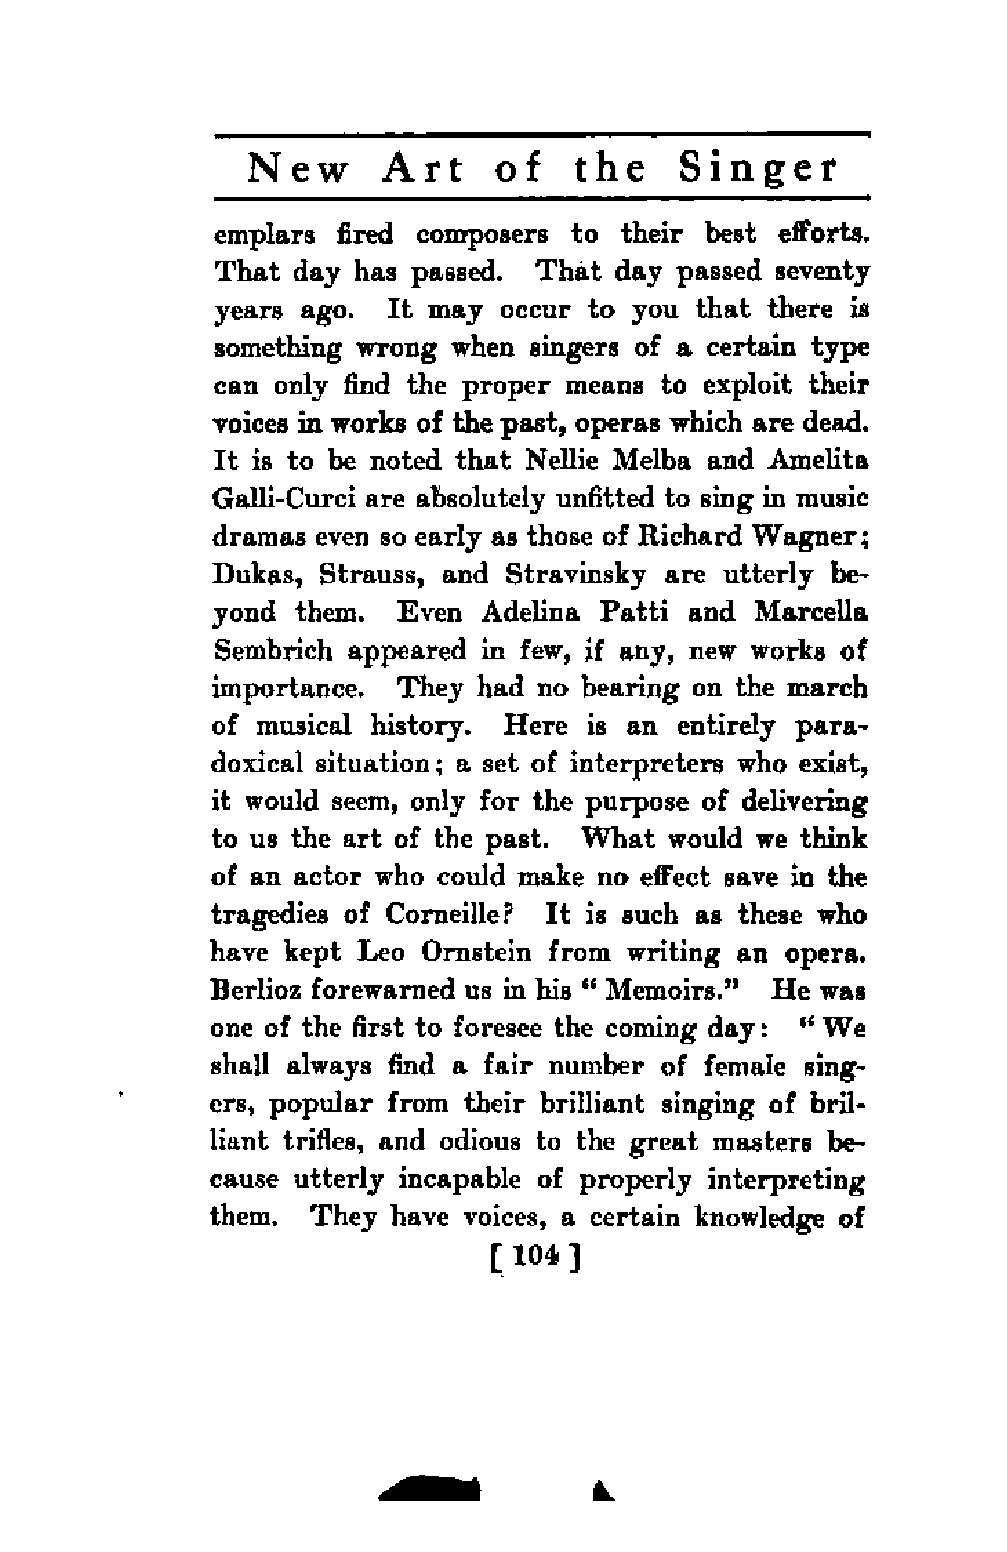 New Art of the Singer
emplars fired composers to their best efforts.
That day has passed. That day passed seventy
years ago. It may occur to you that there is
something wrong when singers of a certain type
can only find the proper means to exploit their
voices in works of the past, operas which are dead.
It is to be noted that Nellie Melba and Amelita
Galli-Curci are absolutely unfitted to sing in music
dramas even so early as those of Richard Wagner;
Dukas, Strauss, and Stravinsky are utterly be-
yond them. Even Adelina Patti and Marcella
Sembrich appeared in few, if any, new works of
importance. They had no bearing on the march
of musical history. Here is an entirely para-
doxical situation; a set of interpreters who exist,
it would seem, only for the purpose of delivering
to us the art of the past. What would we think
of an actor who could make no effect save in the
tragedies of Corneille? It is such as these who
have kept Leo Ornstein from writing an opera.
Berlioz forewarned us in his “ Memoirs.” He was
one of the first to foresee the coming day: “ We
shall always find a fair number of female sing-
ers, popular from their brilliant singing of bril-
liant trifles, and odious to the great masters be-
cause utterly incapable of properly interpreting
them. They have voices, a certain knowledge of
[ 104 ]